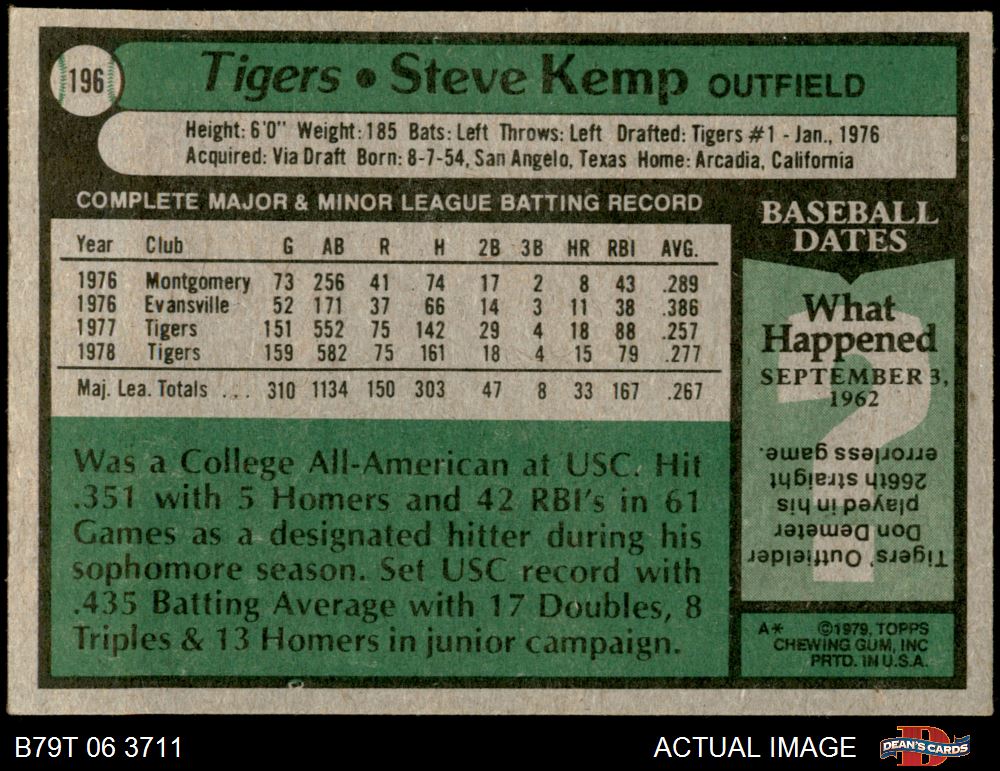 196
Tigers • Steve Kemp OUTFIELD
Height: 6'0" Weight: 185 Bats: Left Throws: Left Drafted: Tigers #1 - Jan., 1976
Acquired: Via Draft Born: 8-7-54, San Angelo, Texas Home: Arcadia, California
COMPLETE MAJOR & MINOR LEAGUE BATTING RECORD
Year Club G AB R H 2B 3B HR RBI AVG.
1976 Montgomery 73 256 41 74 17 2 8 43 .289
1976 Evansville 52 171 37 66 14 3 11 38 .386
1977 Tigers 151 552 75 142 29 4 18 88 .257
1978 Tigers 159 582 75 161 18 4 15 79 .277
Maj. Lea. Totals ... 310 1134 150 303 47 8 33 167 .267
Was a College All-American at USC. Hit
.351 with 5 Homers and 42 RBI's in 61
Games as a designated hitter during his
sophomore season. Set USC record with
.435 Batting Average with 17 Doubles, 8
Triples & 13 Homers in junior campaign.
BASEBALL
DATES
What
Happened
SEPTEMBER 3,
1962
?
Tigers' Outfielder
Don Demeter
played in his
266th straight
errorless game.
A* ©1979, TOPPS
CHEWING GUM, INC
PRTD. IN U.S.A.
B79T 06 3711
ACTUAL IMAGE
D
DEAN'S CARDS